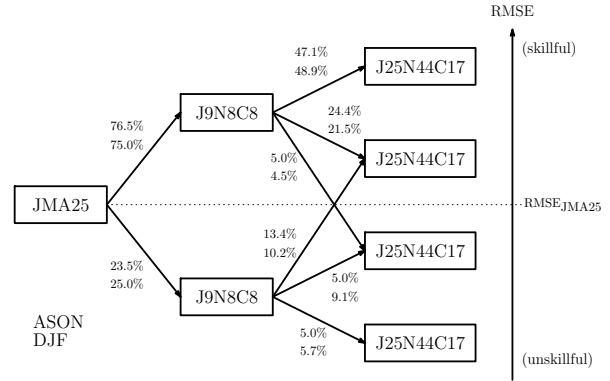 RMSE
(skillful)
47.1%
48.9%
J25N44C17
J9N8C8
76.5%
75.0%
24.4%
21.5%
J25N44C17
5.0%
4.5%
JMA25
RMSE JMA25
13.4%
10.2%
J25N44C17
23.5%
25.0%
J9N8C8
5.0%
9.1%
ASON
DJF
5.0%
5.7%
J25N44C17
(unskillful)